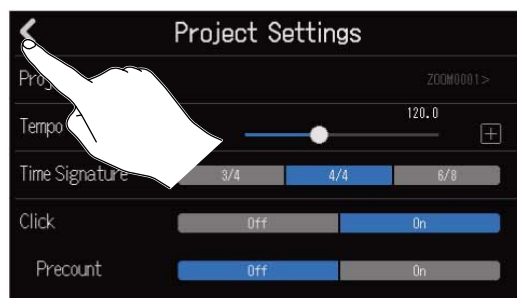 Project Settings
Proj
ZOOM0001>
Tempo
120.0
Time Signature
3/4
4/4
6/8
Click
Off
On
Precount
Off
On